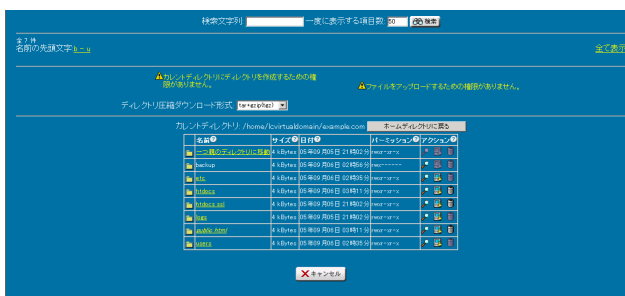 検索文字列: 一度に表示する項目数: 50 検索
全7件
名前の先頭文字: b - u 全て表示
カレントディレクトリにディレクトリを作成するための権限がありません。
ファイルをアップロードするための権限がありません。
ディレクトリ圧縮ダウンロード形式: tar+gzip(tgz)
カレントディレクトリ: /home/lcvirtualdomain/example.com ホームディレクトリに戻る
名前 サイズ 日付 パーミッション アクション
一つ親のディレクトリに移動 4 kBytes 05年09月05日 21時02分 rwxr-xr-x
backup 4 kBytes 05年09月06日 02時56分 rwx------
etc 4 kBytes 05年09月06日 02時35分 rwxr-xr-x
htdocs 4 kBytes 05年09月06日 03時11分 rwxr-xr-x
htdocs.ssl 4 kBytes 05年09月05日 21時02分 rwxr-xr-x
logs 4 kBytes 05年09月05日 21時02分 rwxr-xr-x
public_html 4 kBytes 05年09月06日 03時11分 rwxr-xr-x
users 4 kBytes 05年09月06日 02時35分 rwxr-xr-x
キャンセル